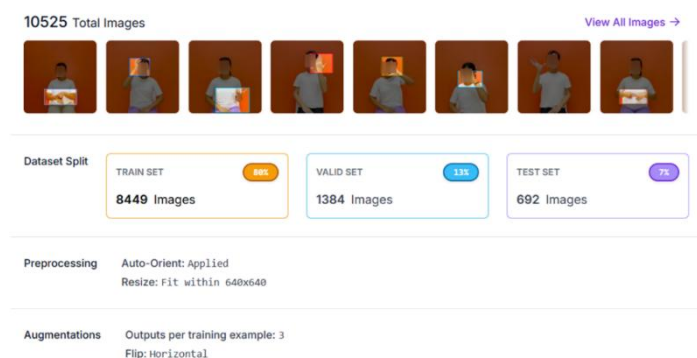 10525 Total Images
View All Images →
Dataset Split
TRAIN SET 80%
8449 Images
VALID SET 13%
1384 Images
TEST SET 7%
692 Images
Preprocessing
Auto-Orient: Applied
Resize: Fit within 640x640
Augmentations
Outputs per training example: 3
Flip: Horizontal